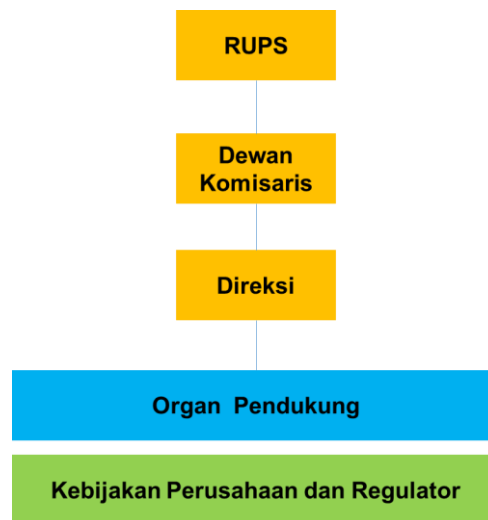 RUPS
Dewan
Komisaris
Direksi
Organ Pendukung
Kebijakan Perusahaan dan Regulator